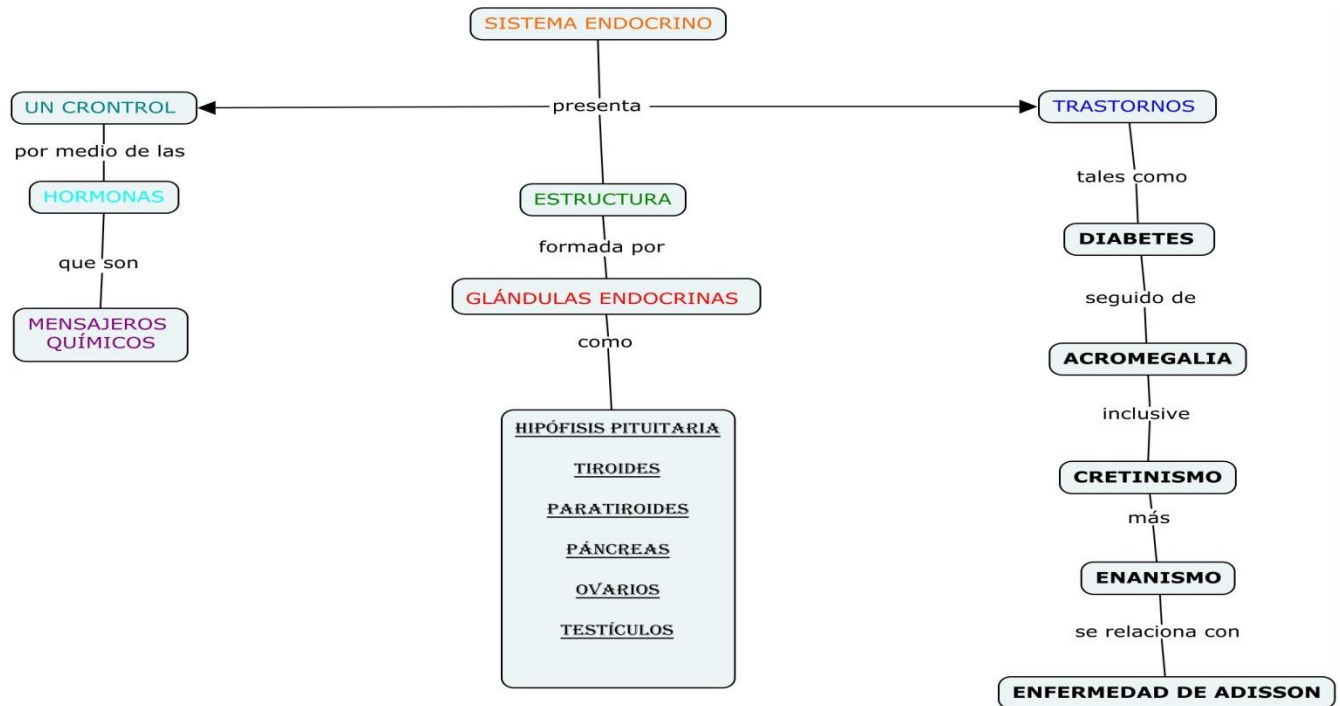 SISTEMA ENDOCRINO
presenta
UN CRONTROL
por medio de las
HORMONAS
que son
MENSAJEROS
QUÍMICOS
ESTRUCTURA
formada por
GLÁNDULAS ENDOCRINAS
como
HIPÓFISIS PITUITARIA
TIROIDES
PARATIROIDES
PÁNCREAS
OVARIOS
TESTÍCULOS
TRASTORNOS
tales como
DIABETES
seguido de
ACROMEGALIA
inclusive
CRETINISMO
más
ENANISMO
se relaciona con
ENFERMEDAD DE ADISSON